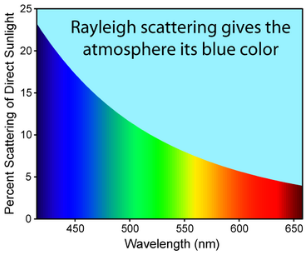 Rayleigh scattering gives the
atmosphere its blue color
Percent Scattering of Direct Sunlight
25
20
15
10
5
0
450
500
550
600
650
Wavelength (nm)